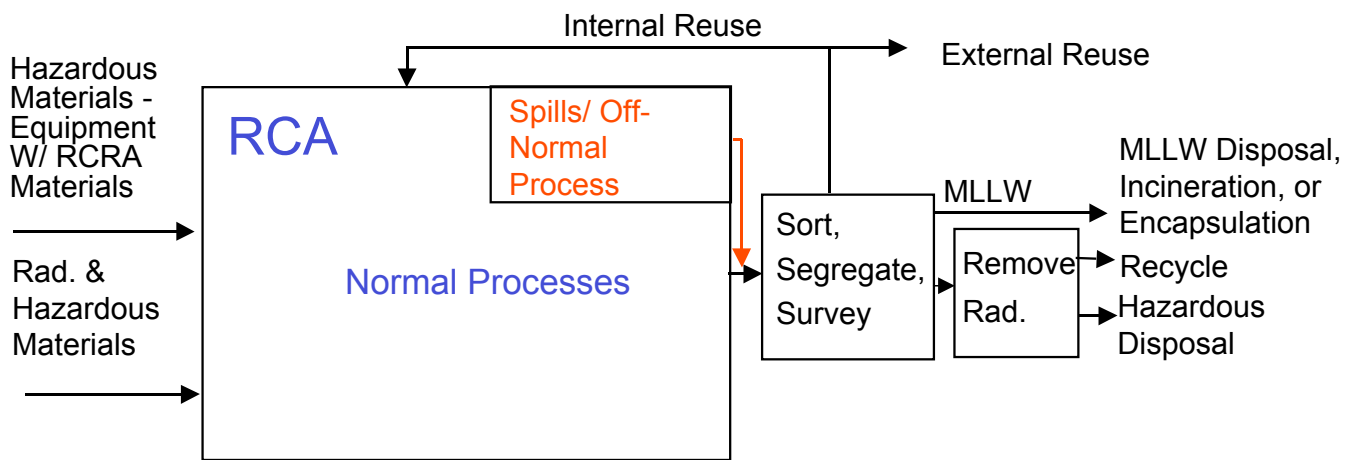 Internal Reuse
External Reuse
Hazardous
Materials -
Equipment
W/ RCRA
Materials
RCA
Spills/ Off-
Normal
Process
MLLW Disposal,
Incineration, or
Encapsulation
MLLW
Sort,
Segregate,
Survey
Remove
Rad.
Recycle
Hazardous
Disposal
Rad. &
Hazardous
Materials
Normal Processes